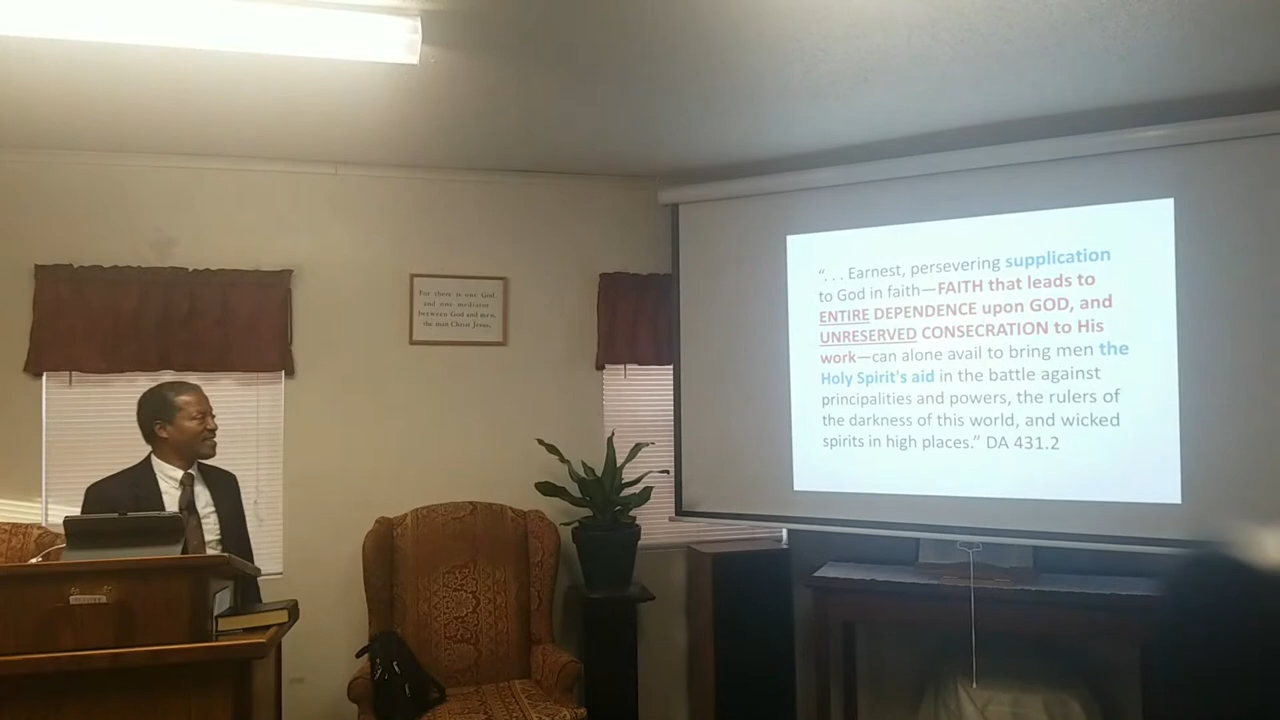 For there is one God,
and one mediator
between God and men,
the man Christ Jesus,
“. . . Earnest, persevering supplication
to God in faith—FAITH that leads to
ENTIRE DEPENDENCE upon GOD, and
UNRESERVED CONSECRATION to His
work—can alone avail to bring men the
Holy Spirit's aid in the battle against
principalities and powers, the rulers of
the darkness of this world, and wicked
spirits in high places.” DA 431.2